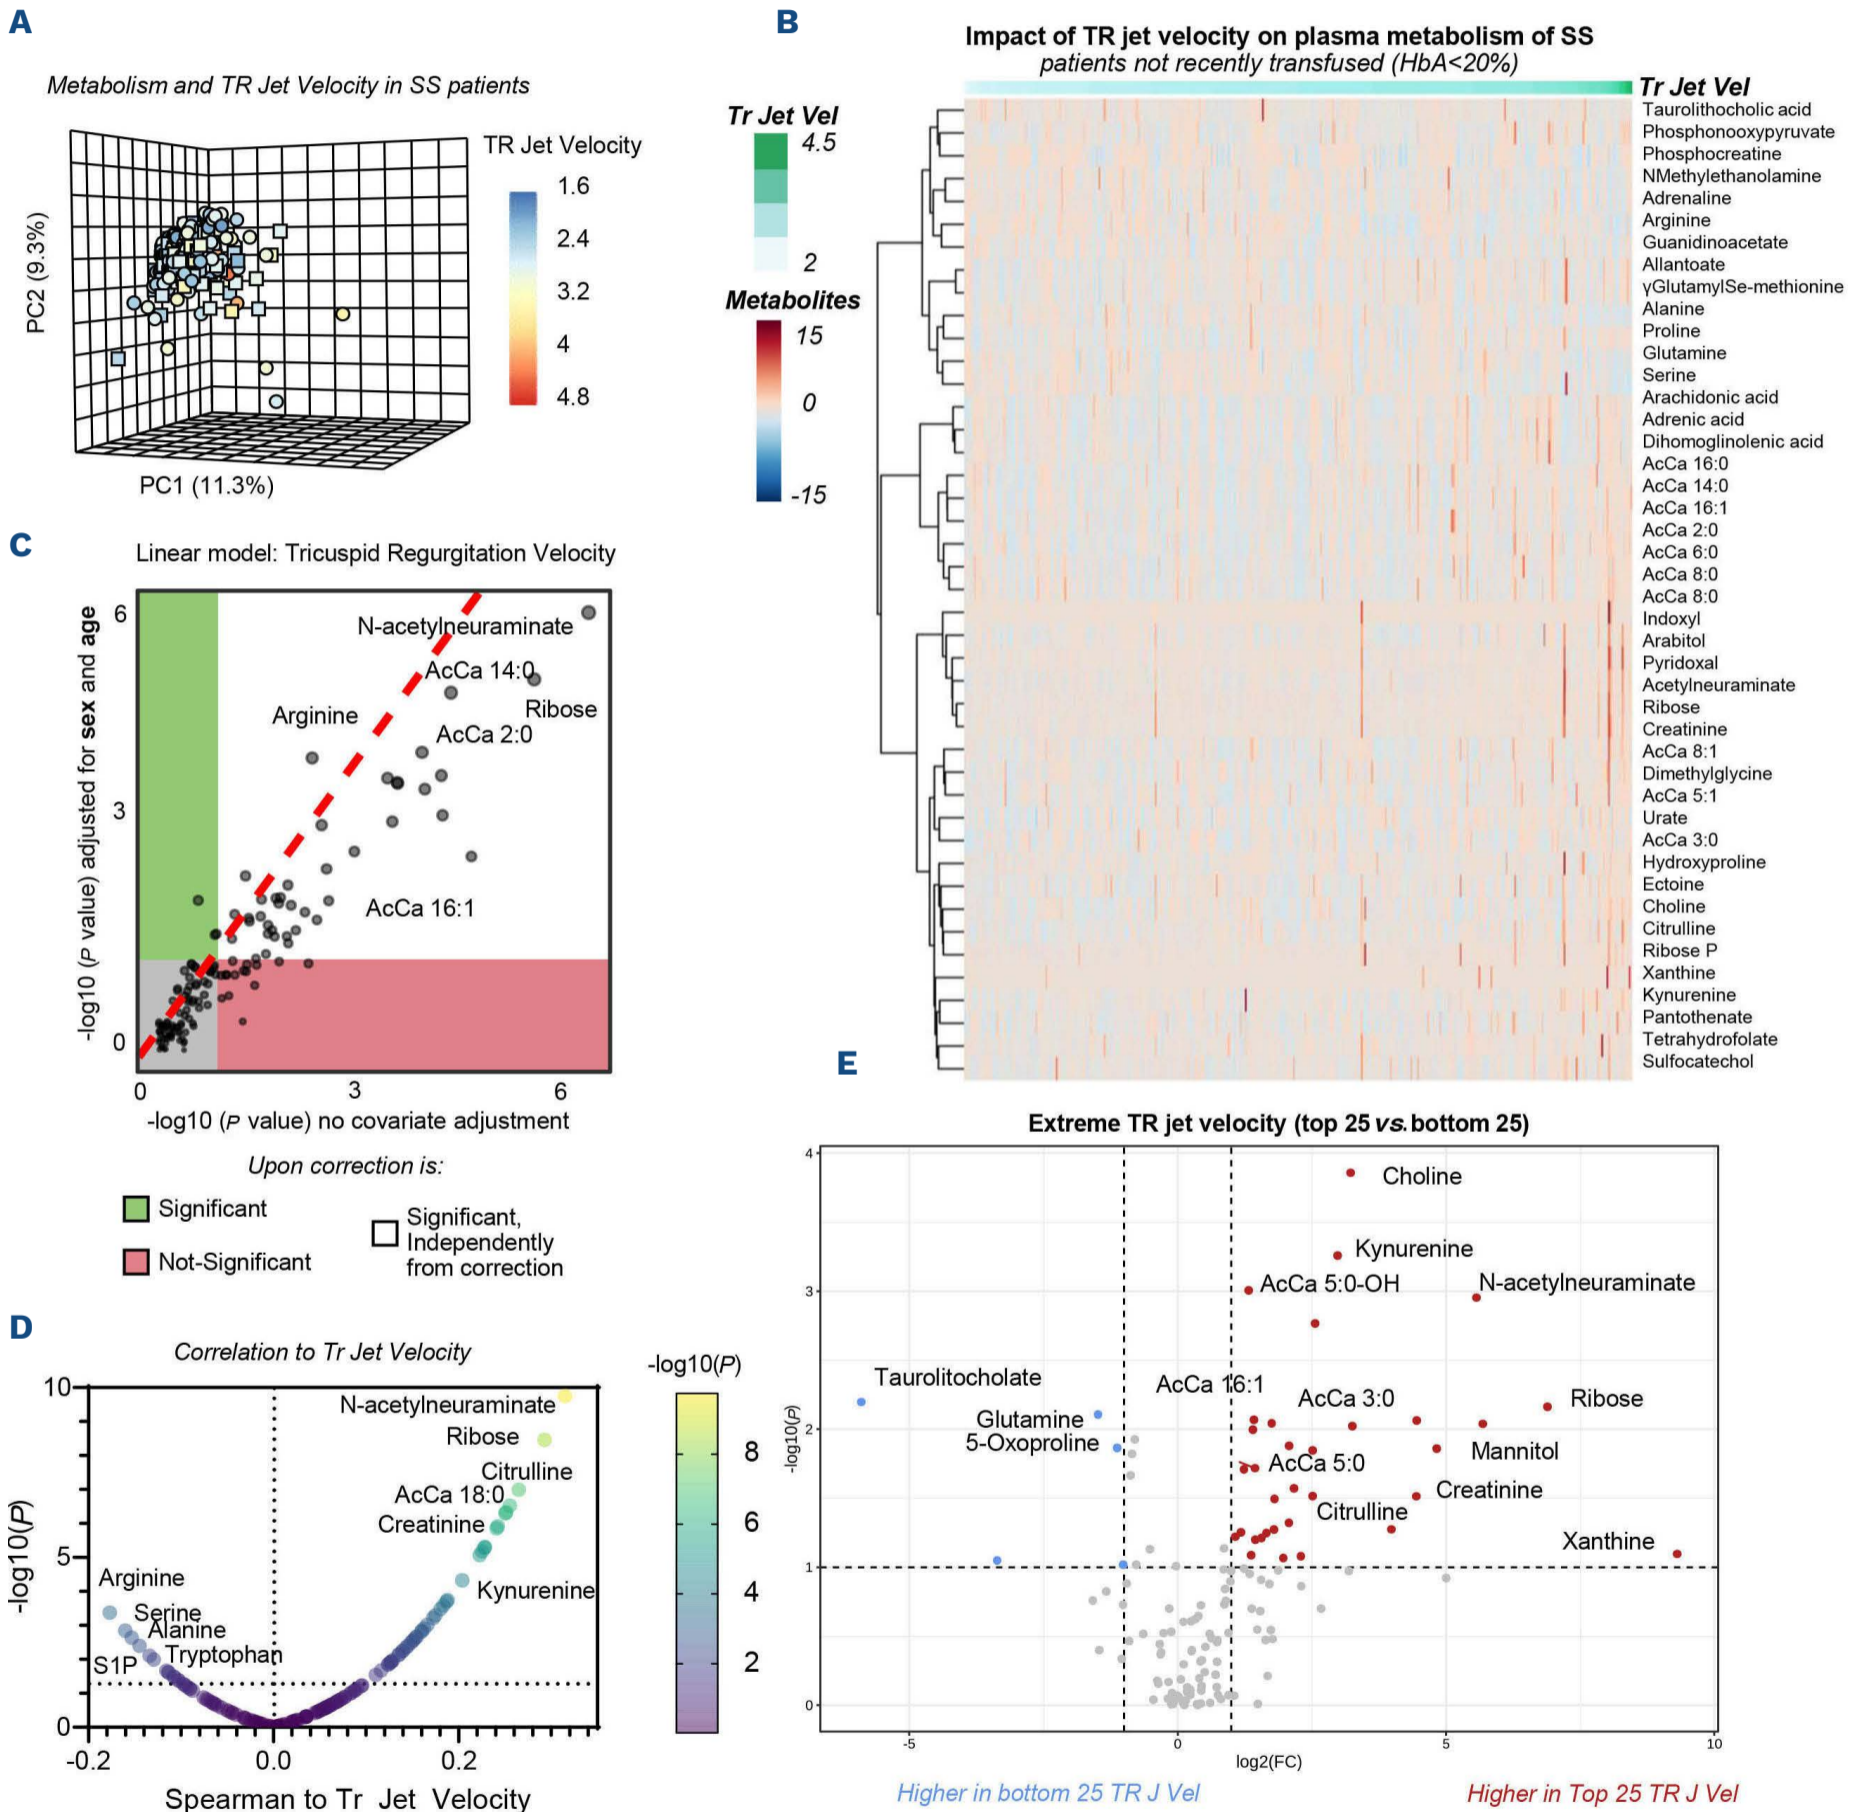 A
Metabolism and TR Jet Velocity in SS patients
TR Jet Velocity
1.6
2.4
3.2
4
4.8
PC2 (9.3%)
PC1 (11.3%)
B
Impact of TR jet velocity on plasma metabolism of SS
patients not recently transfused (HbA<20%)
Tr Jet Vel
Tr Jet Vel
4.5
2
Metabolites
15
0
-15
Taurolithocholic acid
Phosphonooxypyruvate
Phosphocreatine
NMethylethanolamine
Adrenaline
Arginine
Guanidinoacetate
Allantoate
γGlutamylSe-methionine
Alanine
Proline
Glutamine
Serine
Arachidonic acid
Adrenic acid
Dihomoglinolenic acid
AcCa 16:0
AcCa 14:0
AcCa 16:1
AcCa 2:0
AcCa 6:0
AcCa 8:0
AcCa 8:0
Indoxyl
Arabitol
Pyridoxal
Acetylneuraminate
Ribose
Creatinine
AcCa 8:1
Dimethylglycine
AcCa 5:1
Urate
AcCa 3:0
Hydroxyproline
Ectoine
Choline
Citrulline
Ribose P
Xanthine
Kynurenine
Pantothenate
Tetrahydrofolate
Sulfocatechol
C
Linear model: Tricuspid Regurgitation Velocity
-log10 (P value) adjusted for sex and age
6
3
0
N-acetylneuraminate
AcCa 14:0
Arginine
Ribose
AcCa 2:0
AcCa 16:1
0 3 6
-log10 (P value) no covariate adjustment
Upon correction is:
Significant
Not-Significant
Significant,
Independently
from correction
D
Correlation to Tr Jet Velocity
-log10(P)
10
5
0
N-acetylneuraminate
Ribose
Citrulline
AcCa 18:0
Creatinine
Kynurenine
Arginine
Serine
Alanine
Tryptophan
S1P
-0.2 0.0 0.2
Spearman to Tr Jet Velocity
-log10(P)
8
6
4
2
E
Extreme TR jet velocity (top 25 vs. bottom 25)
-log10(P)
4
3
2
1
0
Choline
Kynurenine
AcCa 5:0-OH
N-acetylneuraminate
Taurolitocholate
AcCa 16:1
AcCa 3:0
Ribose
Glutamine
5-Oxoproline
Mannitol
AcCa 5:0
Creatinine
Citrulline
Xanthine
-5 0 5 10
log2(FC)
Higher in bottom 25 TR J Vel
Higher in Top 25 TR J Vel